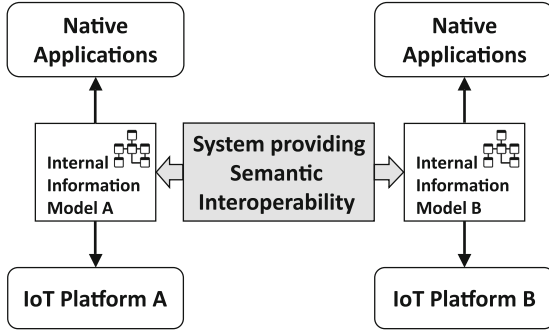 Native
Applications
Native
Applications
Internal
Information
Model A
System providing
Semantic
Interoperability
Internal
Information
Model B
IoT Platform A
IoT Platform B